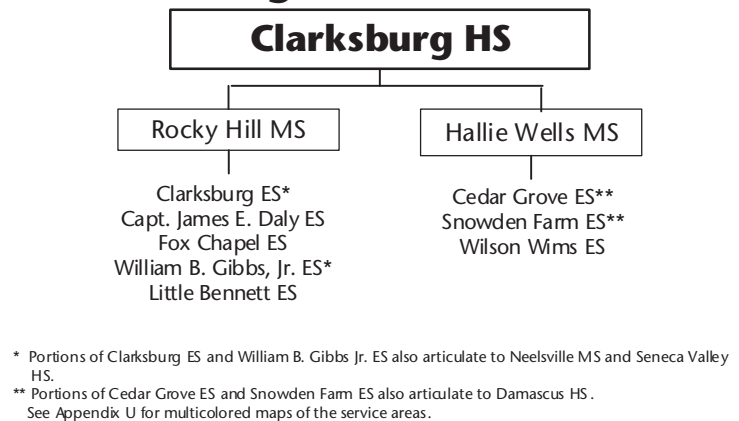 Clarksburg HS
Rocky Hill MS
Hallie Wells MS
Clarksburg ES*
Capt. James E. Daly ES
Fox Chapel ES
William B. Gibbs, Jr. ES*
Little Bennett ES
Cedar Grove ES**
Snowden Farm ES**
Wilson Wims ES
* Portions of Clarksburg ES and William B. Gibbs Jr. ES also articulate to Neelsville MS and Seneca Valley
HS.
** Portions of Cedar Grove ES and Snowden Farm ES also articulate to Damascus HS.
See Appendix U for multicolored maps of the service areas.